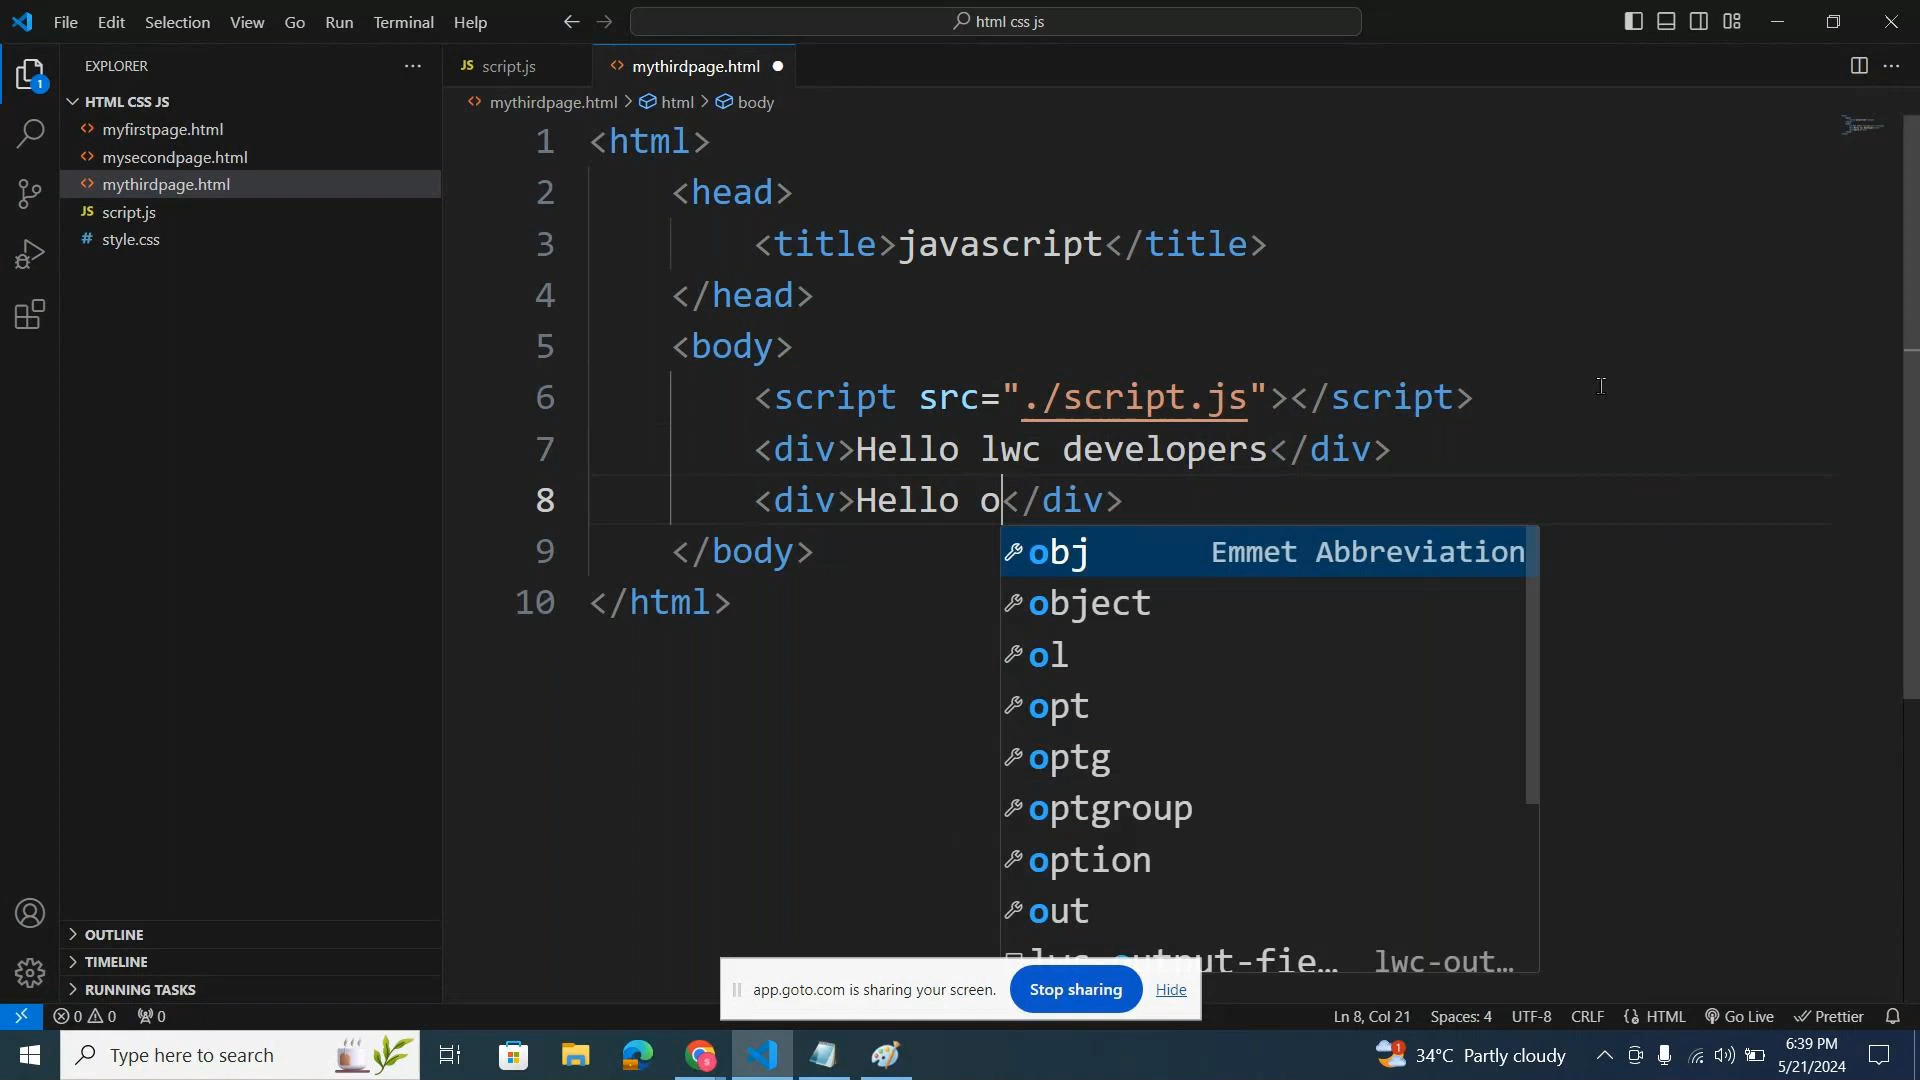 File Edit Selection View Go Run Terminal Help
html css js
EXPLORER
HTML CSS JS
myfirstpage.html
mysecondpage.html
mythirdpage.html
JS script.js
# style.css
JS script.js
<> mythirdpage.html
<> mythirdpage.html > html > body
1 <html>
2 <head>
3 <title>javascript</title>
4 </head>
5 <body>
6 <script src="./script.js"></script>
7 <div>Hello lwc developers</div>
8 <div>Hello o</div>
9 </body>
10 </html>
obj Emmet Abbreviation
object
ol
opt
optg
optgroup
option
out
lwc-output-fie... lwc-out...
OUTLINE
TIMELINE
RUNNING TASKS
app.goto.com is sharing your screen. Stop sharing Hide
0 0 0
Ln 8, Col 21 Spaces: 4 UTF-8 CRLF HTML Go Live Prettier
Type here to search
1 34°C Partly cloudy
6:39 PM
5/21/2024